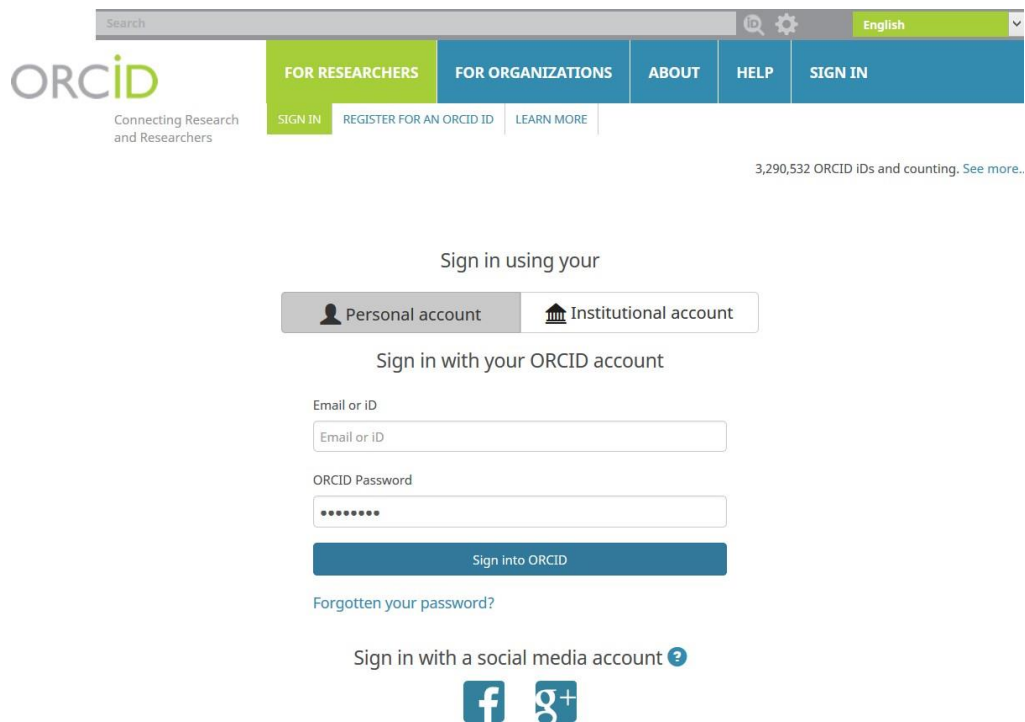 Search
English
ORCID
FOR RESEARCHERS
FOR ORGANIZATIONS
ABOUT
HELP
SIGN IN
Connecting Research
and Researchers
SIGN IN
REGISTER FOR AN ORCID ID
LEARN MORE
3,290,532 ORCID iDs and counting. See more..
Sign in using your
Personal account
Institutional account
Sign in with your ORCID account
Email or iD
Email or iD
ORCID Password
••••••••
Sign into ORCID
Forgotten your password?
Sign in with a social media account ?
f g+